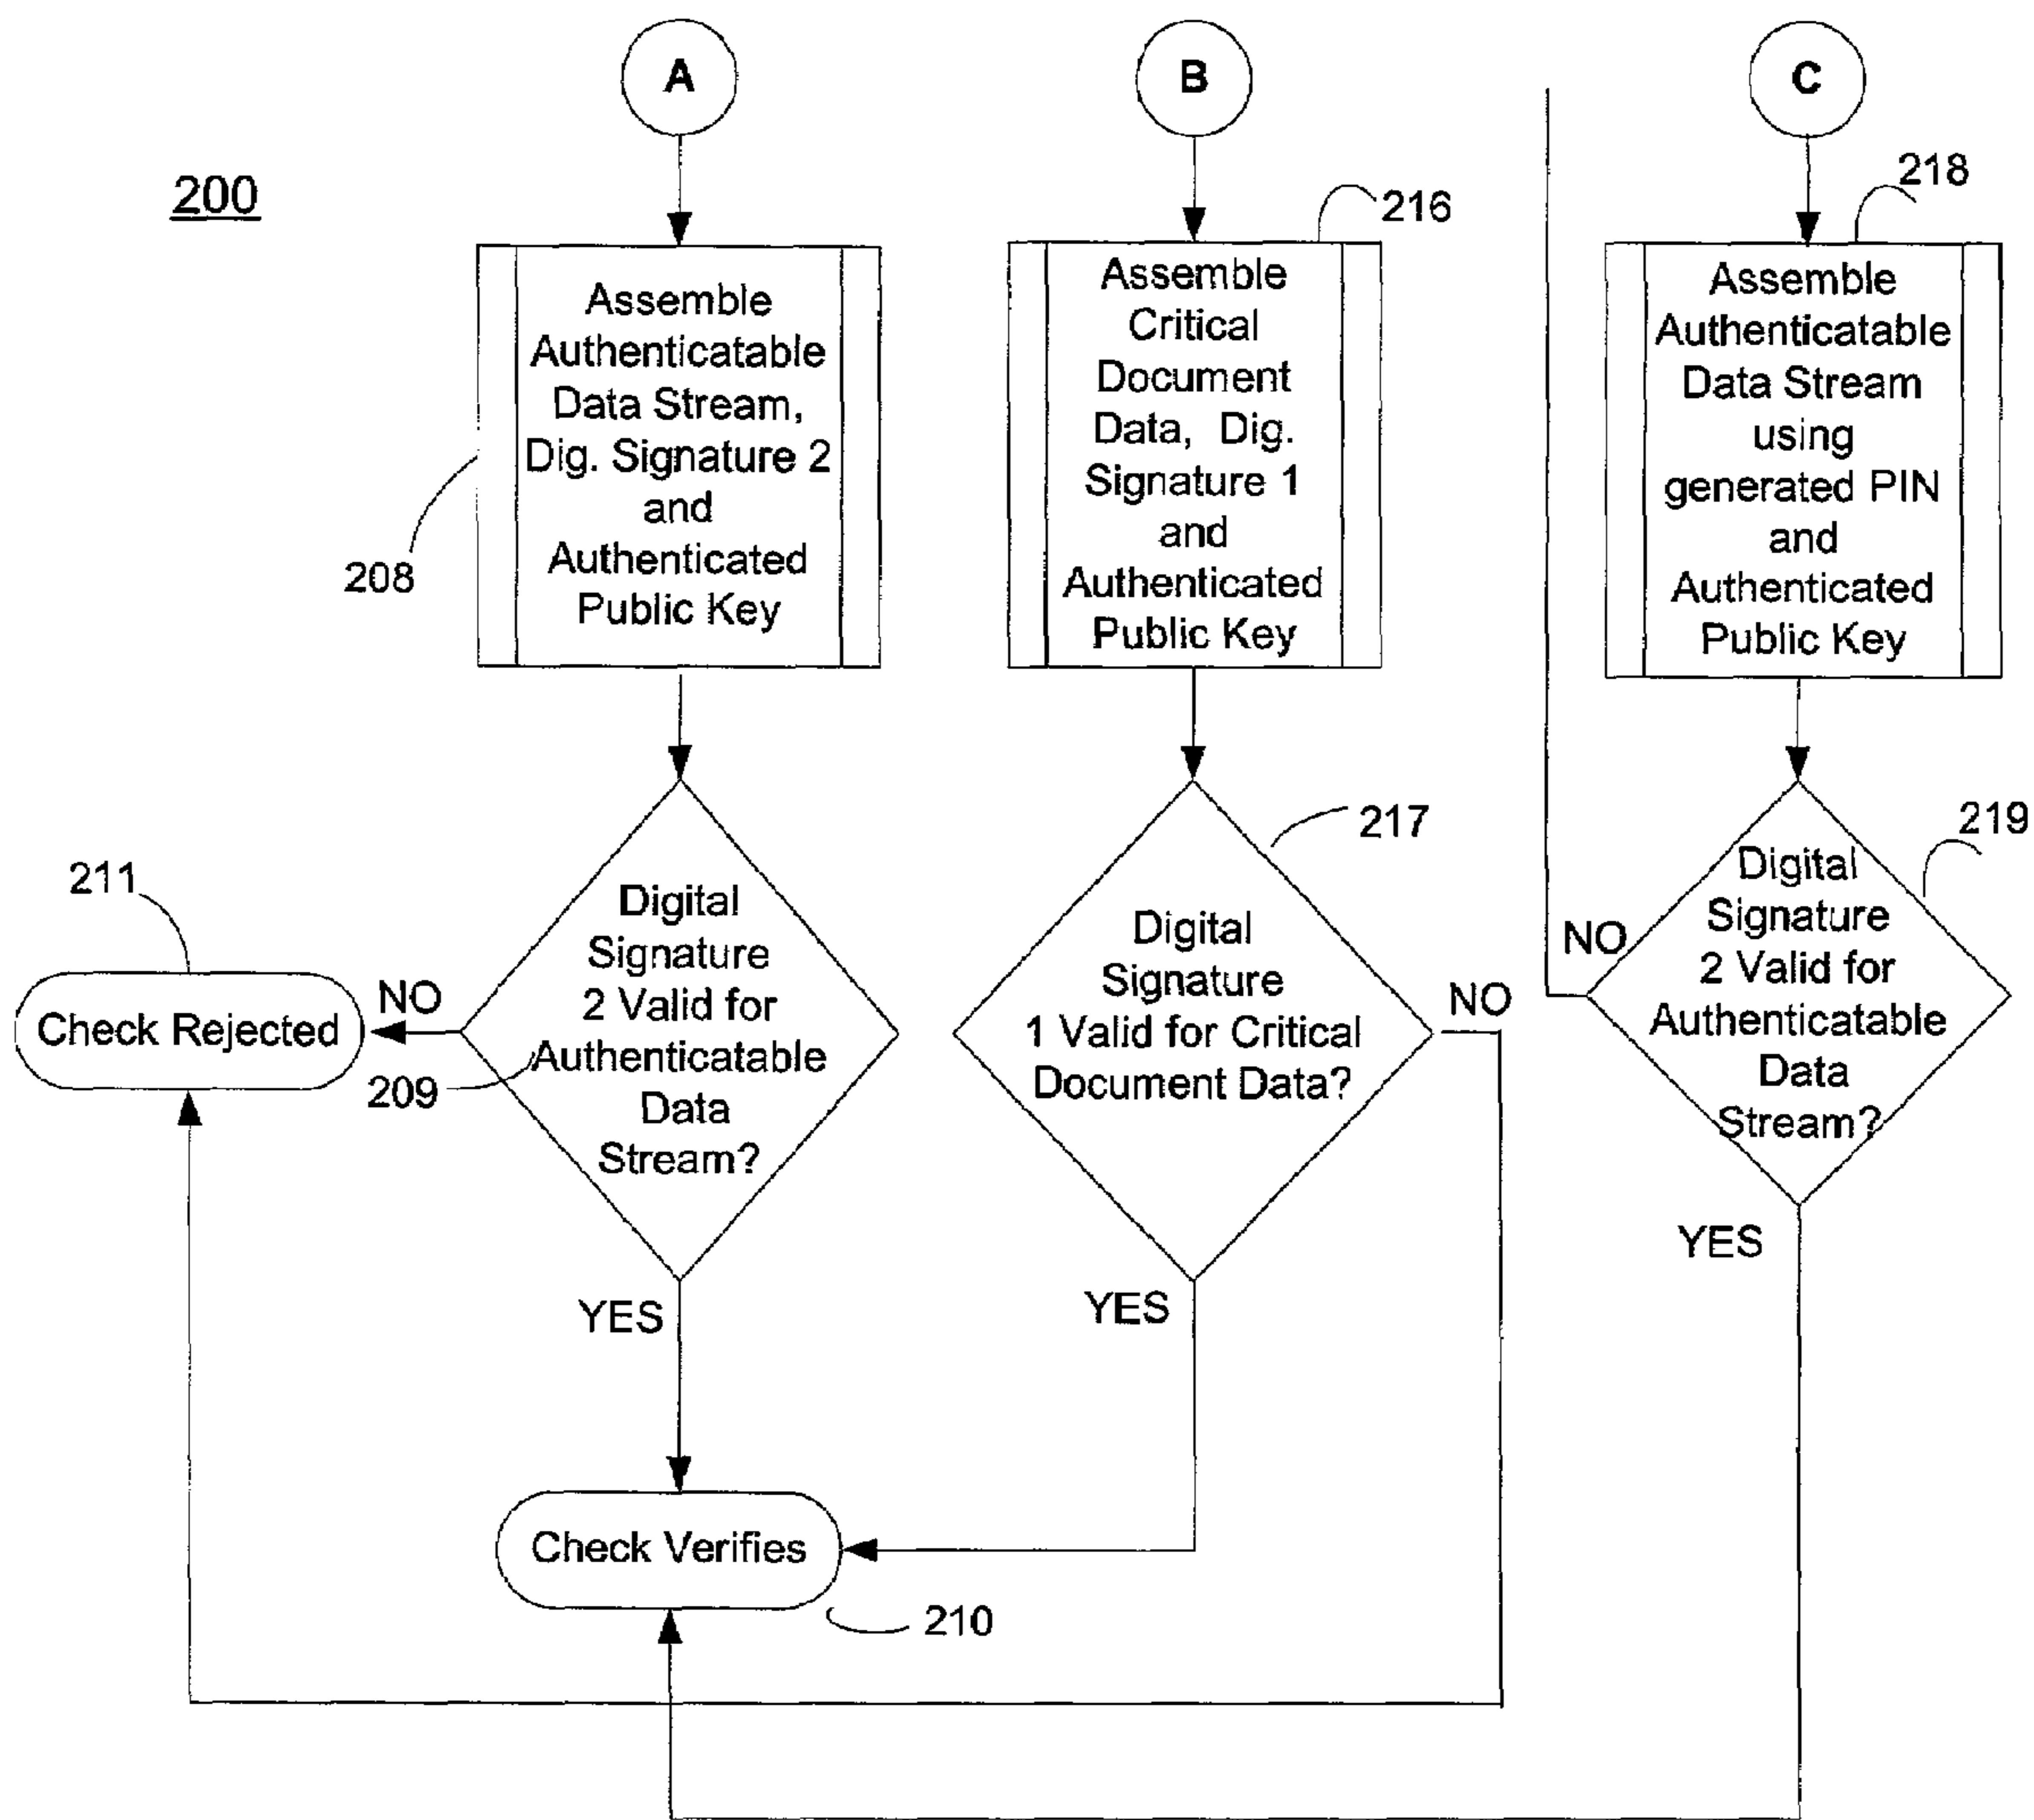 A
B
C
200
216
218
Assemble
Authenticatable
Data Stream,
Dig. Signature 2
and
Authenticated
Public Key
208
Assemble
Critical
Document
Data, Dig.
Signature 1
and
Authenticated
Public Key
Assemble
Authenticatable
Data Stream
using
generated PIN
and
Authenticated
Public Key
211
Check Rejected
NO
Digital
Signature
2 Valid for
Authenticatable
Data
Stream?
209
YES
217
Digital
Signature
1 Valid for Critical
Document Data?
NO
YES
219
NO
Digital
Signature
2 Valid for
Authenticatable
Data
Stream?
YES
Check Verifies
210